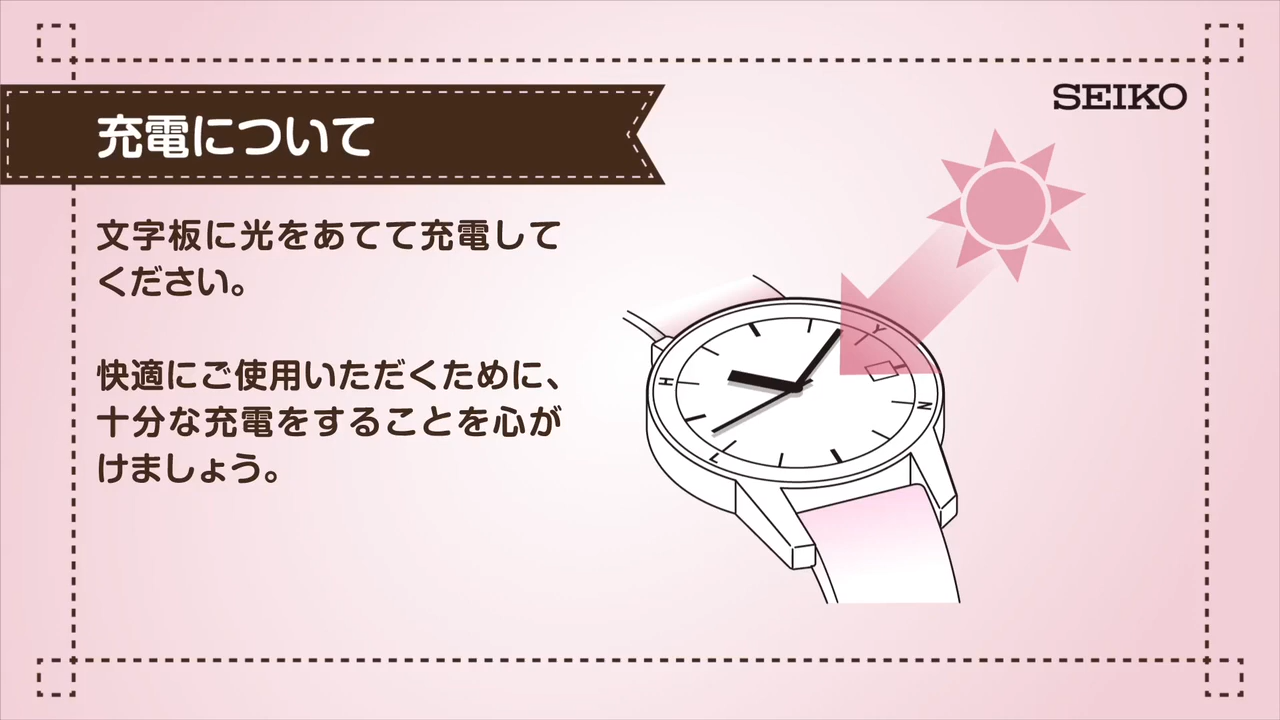 SEIKO
充電について
文字板に光をあてて充電して
ください。
快適にご使用いただくために、
十分な充電をすることを心が
けましょう。
Y
H
N
H
L